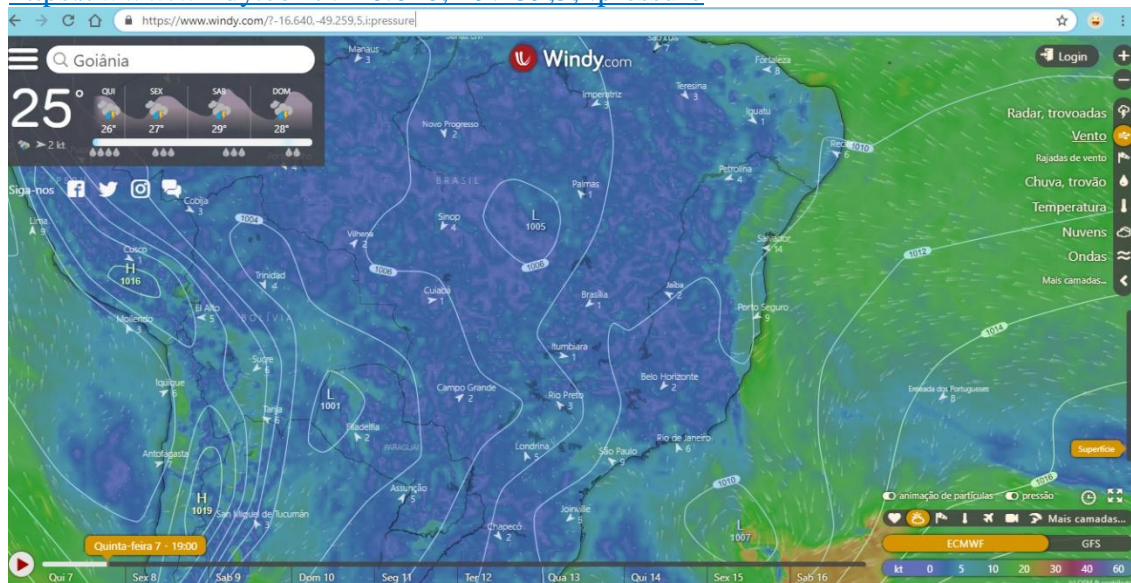 https://www.windy.com/?-16.640,-49.259,5,i:pressure
Goiânia
Windy.com
Login
25°
QUI SEX SAB DOM
26° 27° 29° 28°
2 kt
Siga-nos
Radar, trovoadas
Vento
Rajadas de vento
Chuva, trovão
Temperatura
Nuvens
Ondas
Mais camadas...
Manaus
3
Fortaleza
8
Teresina
3
Imperatriz
3
Iguatu
1
Novo Progresso
2
1010
6
Petrolina
4
BRASIL
Palmas
1
Cobija
3
Lima
9
1004
Sinop
4
L
1005
Vilhena
2
Salvador
14
1012
Cusco
1
H
1016
1006
1006
Trinidad
4
Cuiabá
1
Brasília
1
Jaíba
2
El Alto
5
BOLÍVIA
Porto Seguro
9
Mollendo
3
1014
Itumbiara
1
Sucre
6
Belo Horizonte
2
Iquique
6
Campo Grande
2
Rio Preto
3
Enseada dos Portugueses
8
L
1001
Tarija
6
Filadelfia
2
PARAGUAI
Rio de Janeiro
6
Antofagasta
7
Londrina
5
São Paulo
9
Superfície
1016
1010
Assunção
5
H
1019
San Miguel de Tucumán
3
Joinville
5
Chapecó
2
L
1007
animação de partículas
pressão
Mais camadas...
ECMWF GFS
kt 0 5 10 20 30 40 60
Quinta-feira 7 - 19:00
Qui 7 Sex 8 Sab 9 Dom 10 Seg 11 Ter 12 Qua 13 Qui 14 Sex 15 Sab 16